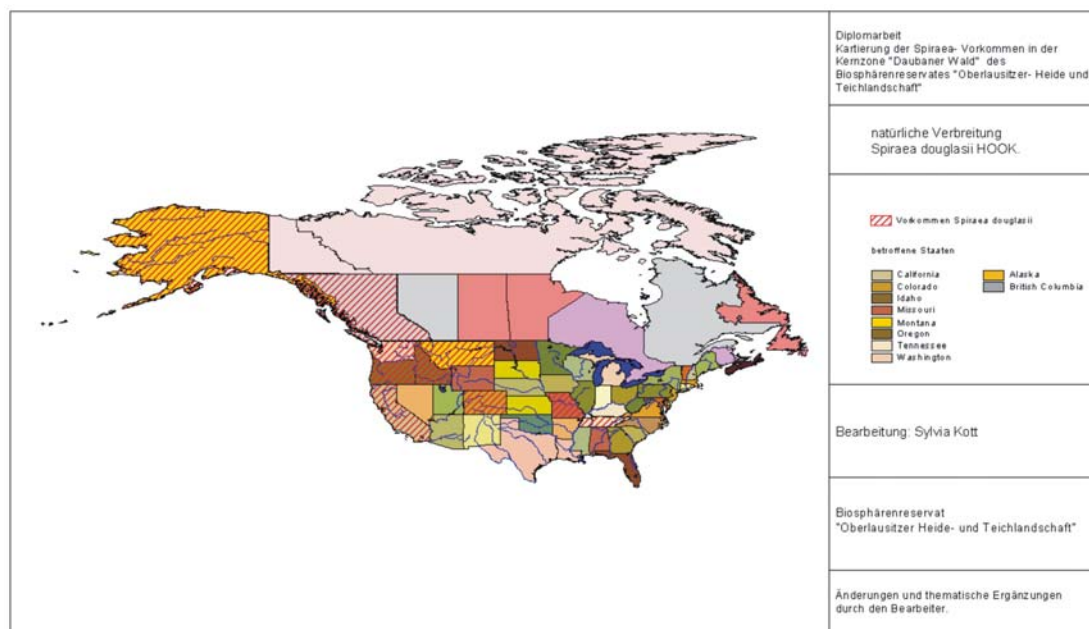 Diplomarbeit
Kartierung der Spiraea- Vorkommen in der
Kernzone "Daubaner Wald" des
Biosphärenreservates "Oberlausitzer- Heide und
Teichlandschaft"
natürliche Verbreitung
Spiraea douglasii HOOK.
Vorkommen Spiraea douglasii
betroffene Staaten
California
Colorado
Idaho
Missouri
Montana
Oregon
Tennessee
Washington
Alaska
British Columbia
Bearbeitung: Sylvia Kott
Biosphärenreservat
"Oberlausitzer Heide- und Teichlandschaft"
Änderungen und thematische Ergänzungen
durch den Bearbeiter.